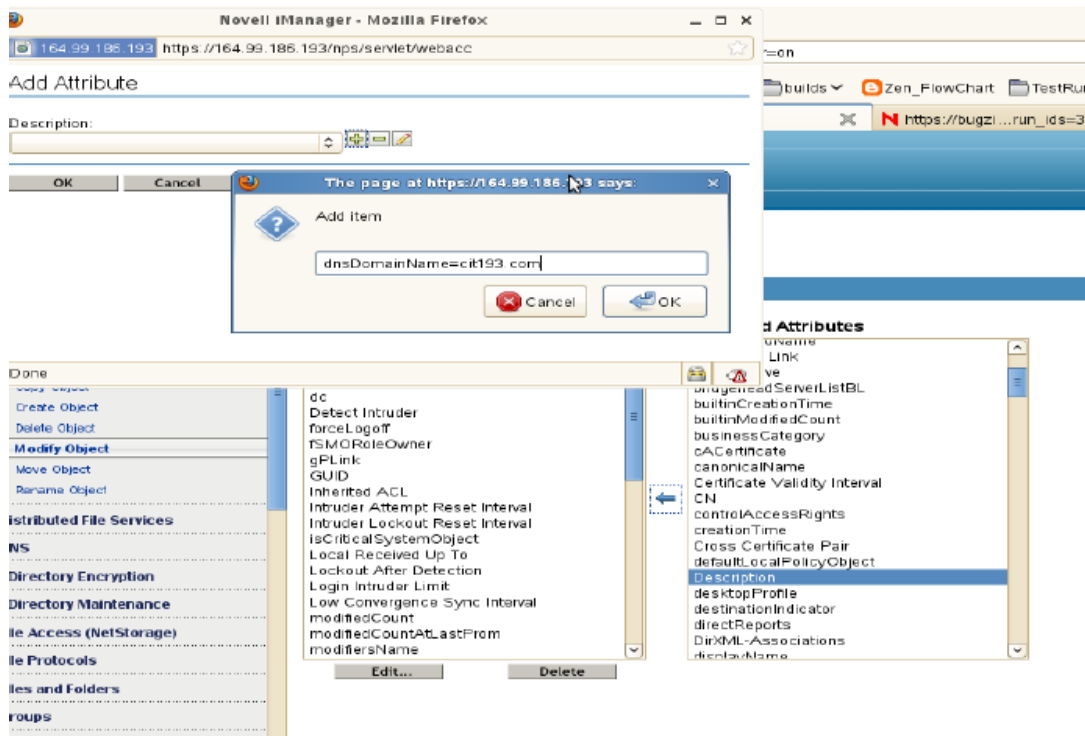 Novell iManager - Mozilla Firefox
164.99.186.193 https://164.99.186.193/nps/servlet/webacc
=on
Add Attribute
builds
Zen_FlowChart
TestRu
https://bugzi...run_ids=3
Description:
OK
Cancel
The page at https://164.99.186.193 says:
Add item
dnsDomainName=cit193.com
Cancel
OK
Done
d Attributes
Link
ve
bridgeheadServerListBL
builtinCreationTime
builtinModifiedCount
businessCategory
cACertificate
canonicalName
Certificate Validity Interval
CN
controlAccessRights
creationTime
Cross Certificate Pair
defaultLocalPolicyObject
Description
desktopProfile
destinationIndicator
directReports
DirXML-Associations
displayName
dc
Detect Intruder
forceLogoff
fSMORoleOwner
gPLink
GUID
Inherited ACL
Intruder Attempt Reset Interval
Intruder Lockout Reset Interval
isCriticalSystemObject
Local Received Up To
Lockout After Detection
Login Intruder Limit
Low Convergence Sync Interval
modifiedCount
modifiedCountAtLastProm
modifiersName
Edit...
Delete
Copy Object
Create Object
Delete Object
Modify Object
Move Object
Rename Object
istributed File Services
NS
Directory Encryption
Directory Maintenance
le Access (NetStorage)
le Protocols
les and Folders
roups